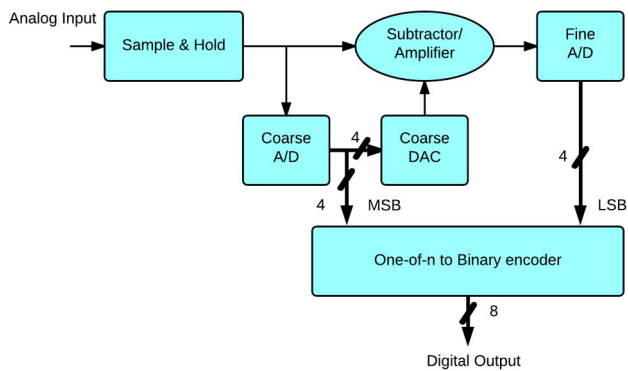 Analog Input
Sample & Hold
Subtractor/
Amplifier
Fine
A/D
Coarse
A/D
4
Coarse
DAC
4
4
MSB
LSB
One-of-n to Binary encoder
8
Digital Output